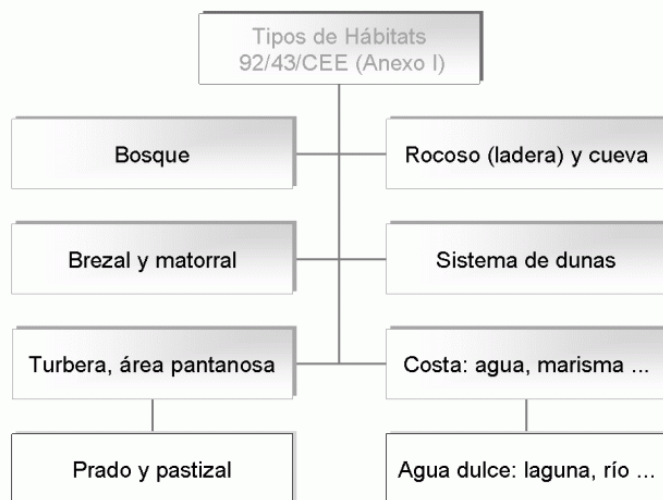 Tipos de Hábitats
92/43/CEE (Anexo I)
Bosque
Rocoso (ladera) y cueva
Brezal y matorral
Sistema de dunas
Turbera, área pantanosa
Costa: agua, marisma ...
Prado y pastizal
Agua dulce: laguna, río ...